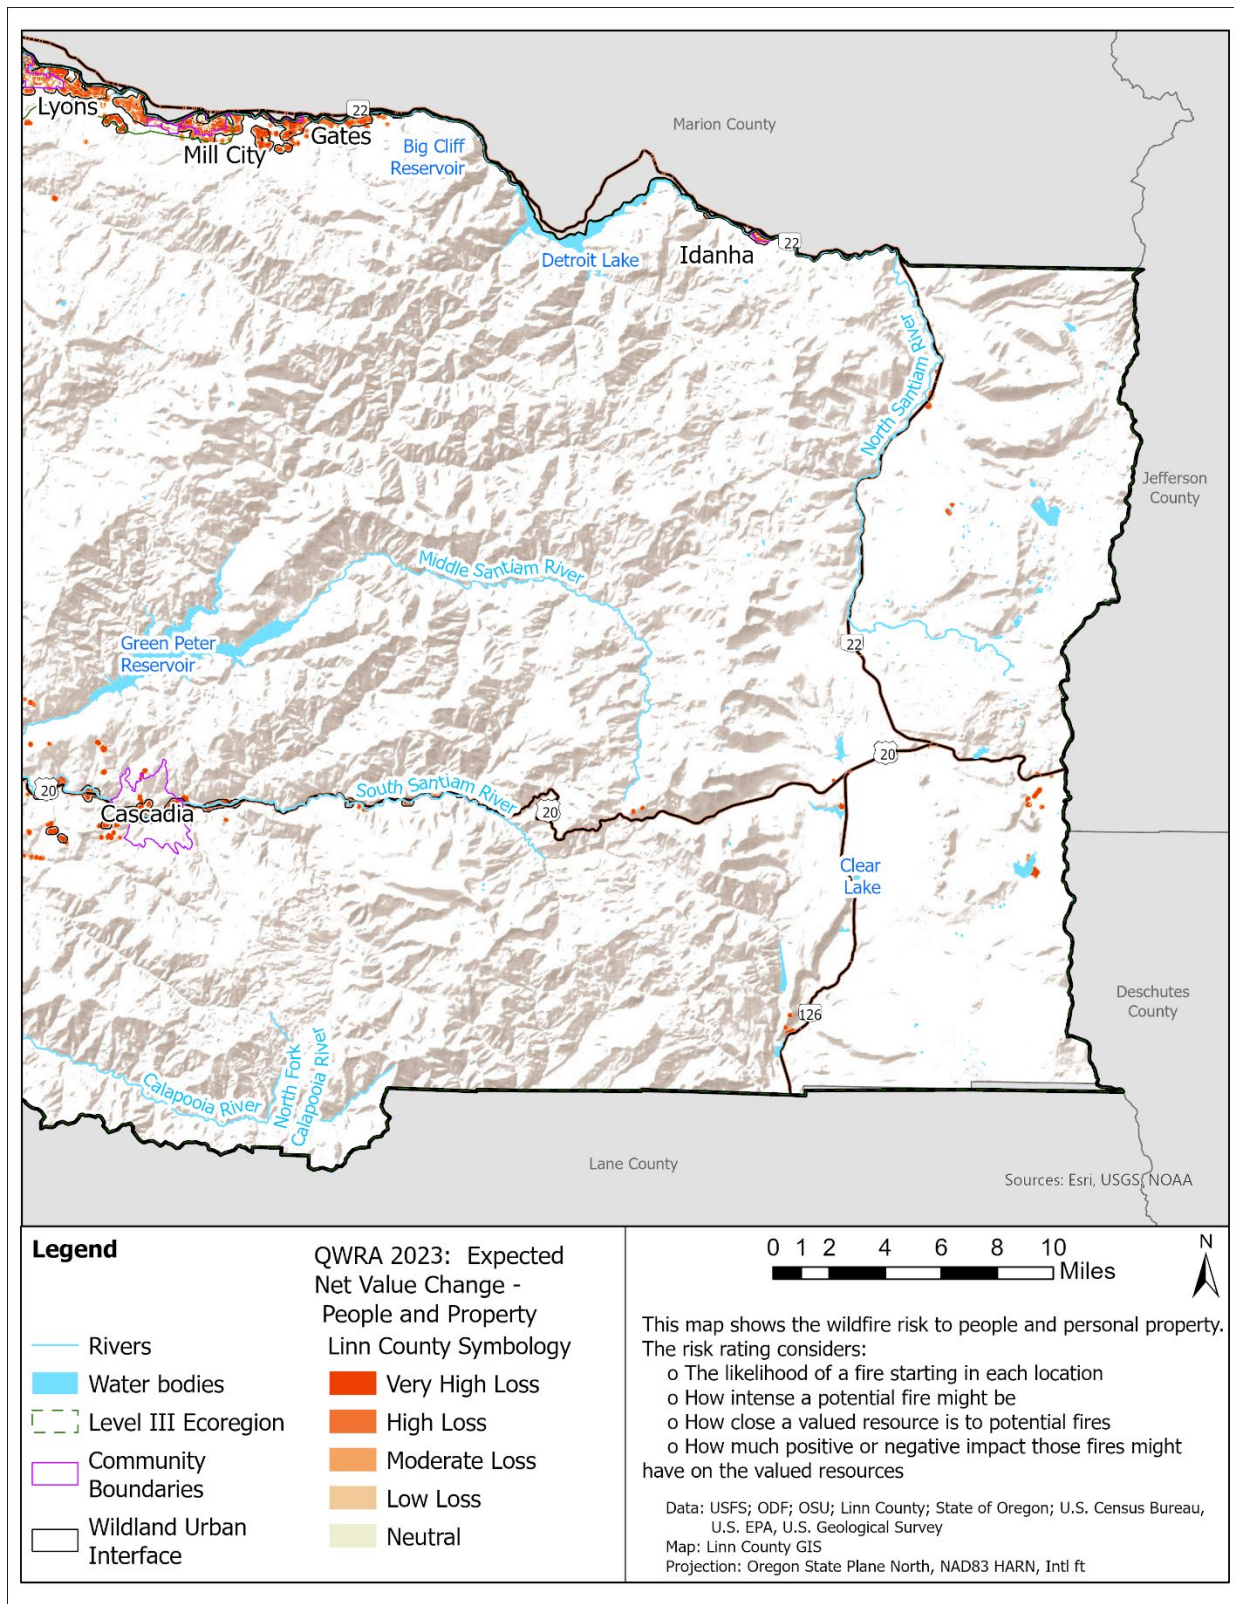 Lyons
Mill City
Gates
22
Big Cliff
Reservoir
Marion County
Detroit Lake
Idanha
22
North Santiam River
Jefferson
County
Middle Santiam River
Green Peter
Reservoir
22
20
20
Cascadia
South Santiam River
20
Clear
Lake
126
Deschutes
County
Calapooia River
North Fork
Calapooia River
Lane County
Sources: Esri, USGS, NOAA
Legend
Rivers
Water bodies
Level III Ecoregion
Community
Boundaries
Wildland Urban
Interface
QWRA 2023: Expected
Net Value Change -
People and Property
Linn County Symbology
Very High Loss
High Loss
Moderate Loss
Low Loss
Neutral
0 1 2 4 6 8 10
Miles
N
This map shows the wildfire risk to people and personal property.
The risk rating considers:
o The likelihood of a fire starting in each location
o How intense a potential fire might be
o How close a valued resource is to potential fires
o How much positive or negative impact those fires might
have on the valued resources
Data: USFS; ODF; OSU; Linn County; State of Oregon; U.S. Census Bureau,
U.S. EPA, U.S. Geological Survey
Map: Linn County GIS
Projection: Oregon State Plane North, NAD83 HARN, Intl ft